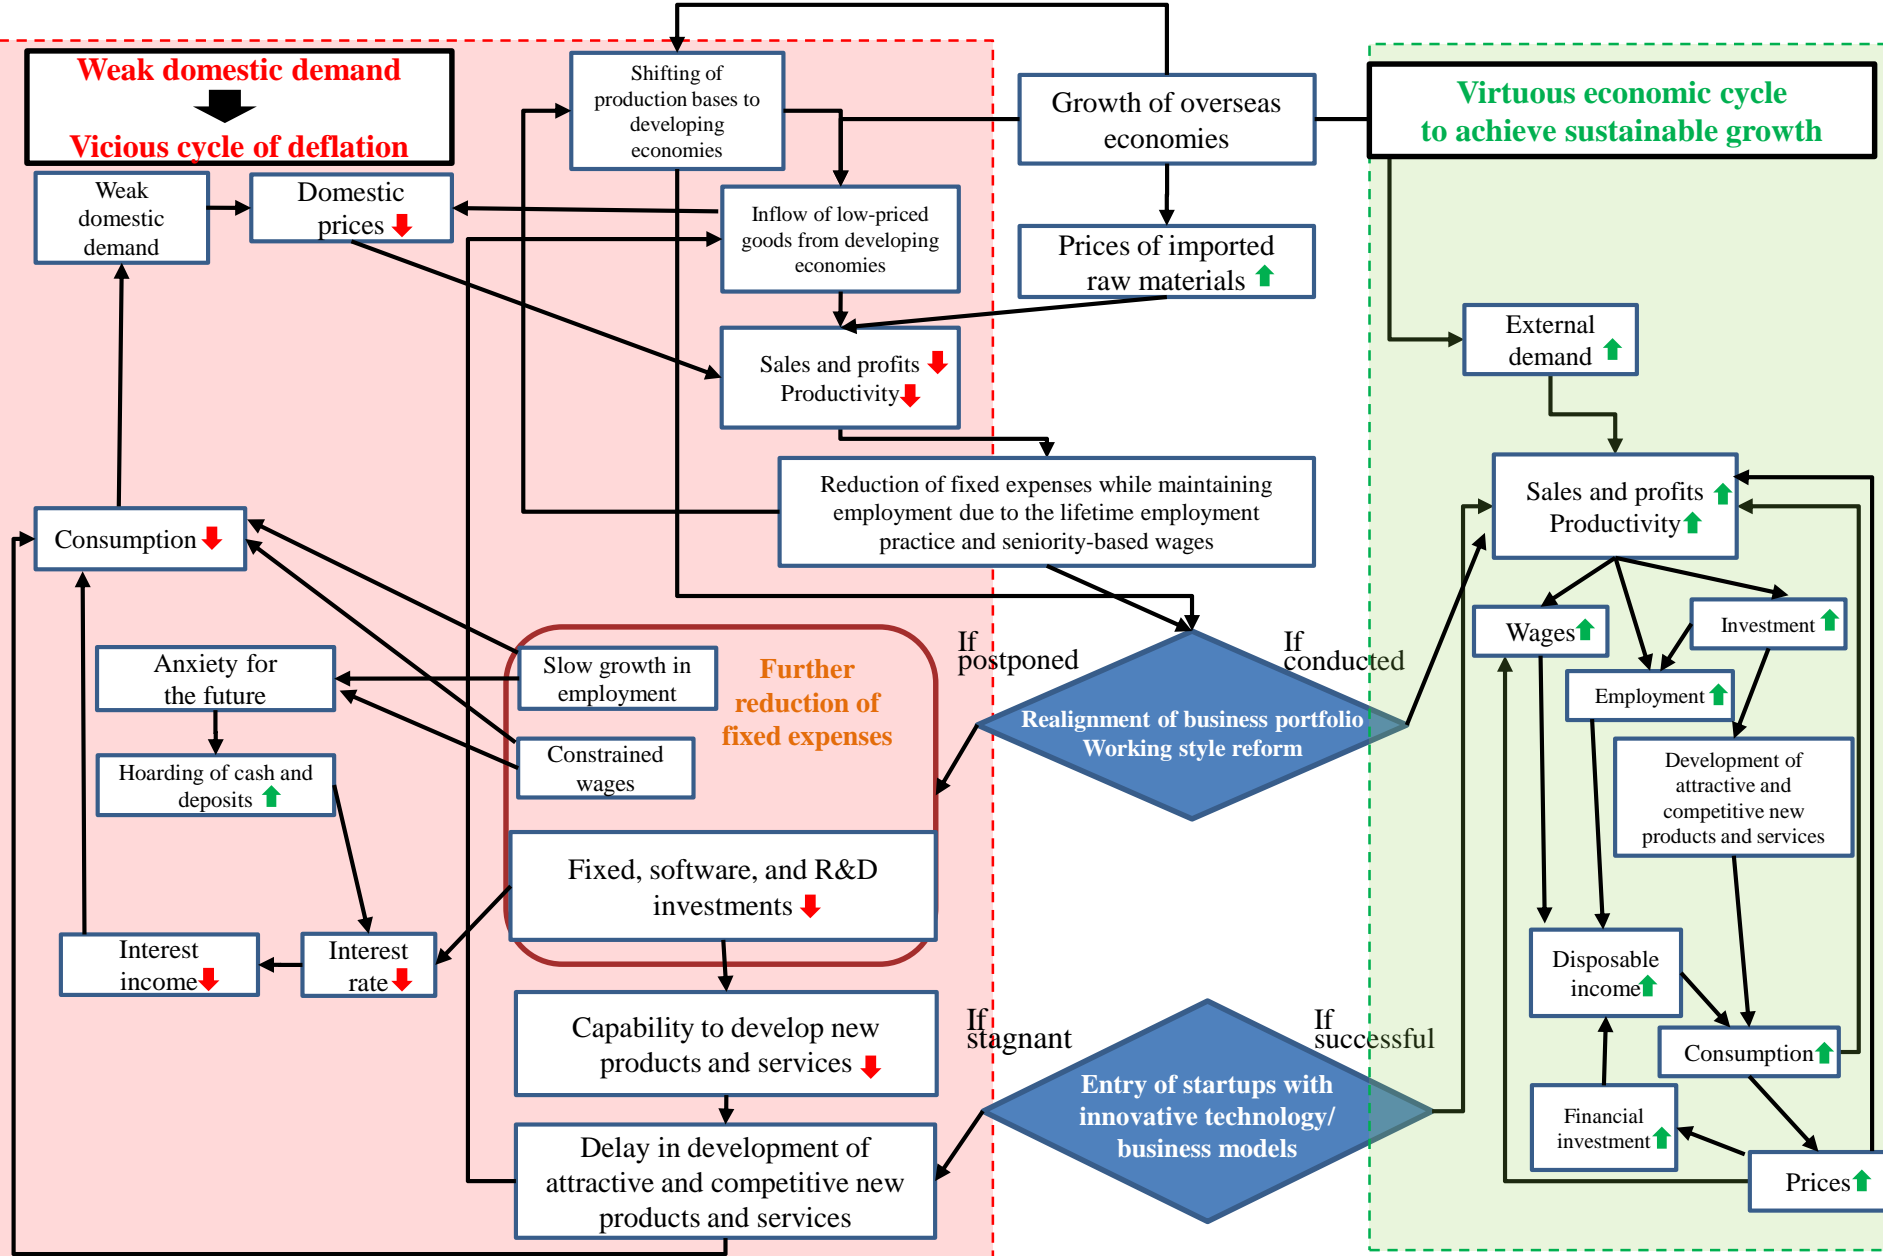 Weak domestic demand
Vicious cycle of deflation
Shifting of
production bases to
developing
economies
Growth of overseas
economies
Virtuous economic cycle
to achieve sustainable growth
Weak
domestic
demand
Domestic
prices
Inflow of low-priced
goods from developing
economies
Prices of imported
raw materials
External
demand
Sales and profits
Productivity
Reduction of fixed expenses while maintaining
employment due to the lifetime employment
practice and seniority-based wages
Sales and profits
Productivity
Consumption
If
postponed
If
conducted
Wages
Investment
Anxiety for
the future
Slow growth in
employment
Further
reduction of
fixed expenses
Realignment of business portfolio
Working style reform
Employment
Hoarding of cash and
deposits
Constrained
wages
Development of
attractive and
competitive new
products and services
Fixed, software, and R&D
investments
Interest
income
Interest
rate
Disposable
income
Capability to develop new
products and services
If
stagnant
If
successful
Consumption
Entry of startups with
innovative technology/
business models
Financial
investment
Delay in development of
attractive and competitive new
products and services
Prices